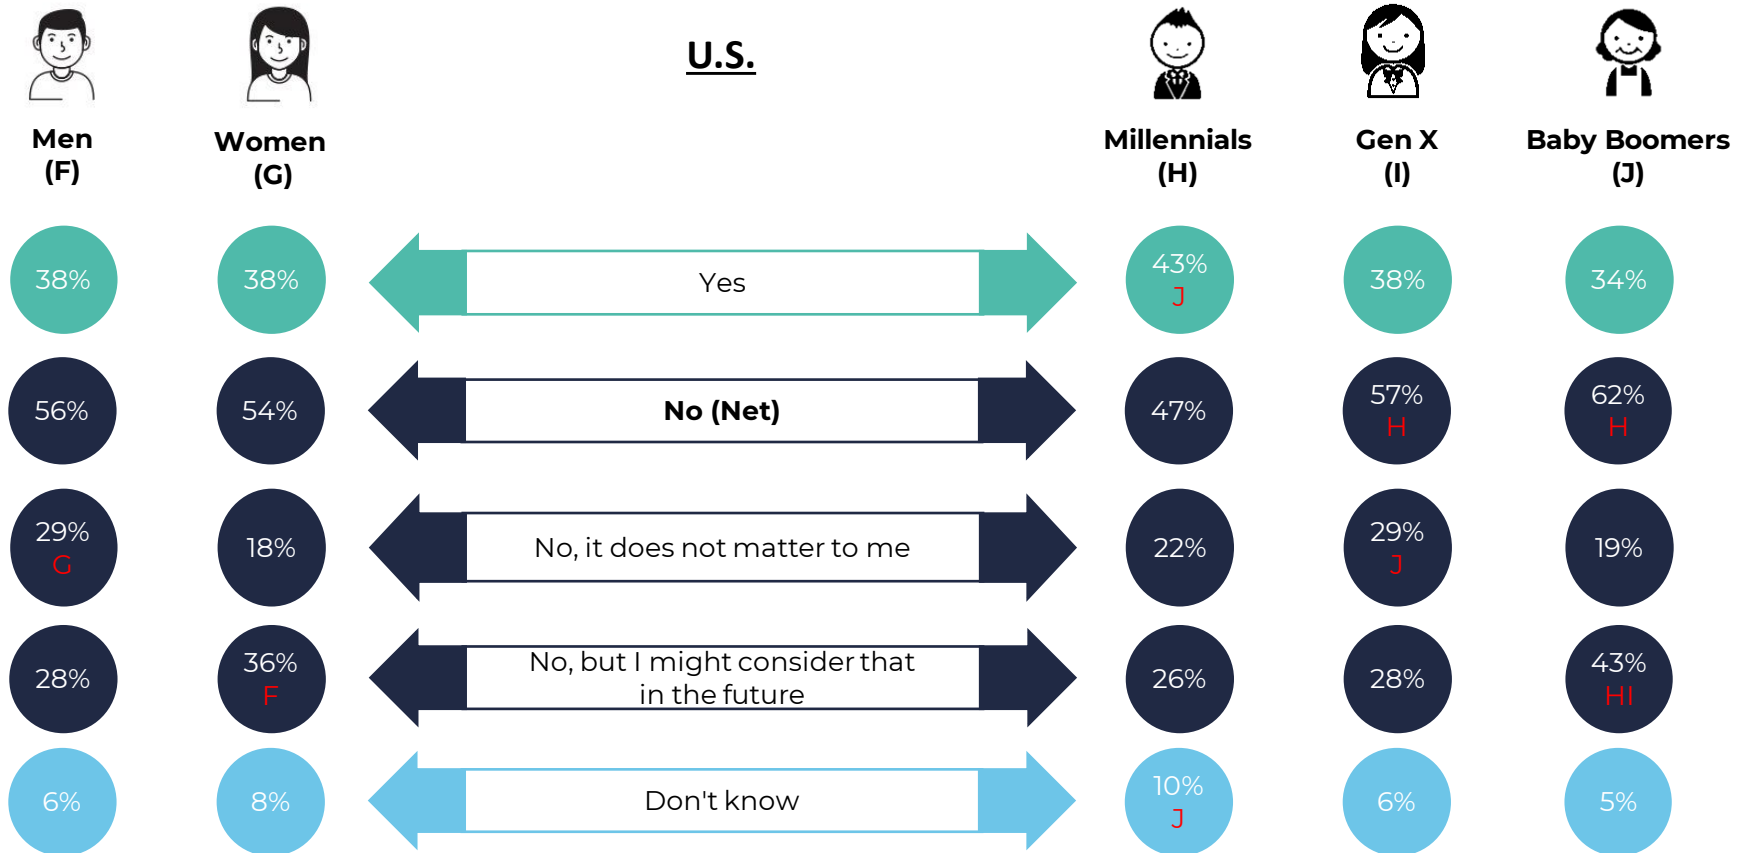 U.S.
Men
(F)
Women
(G)
Millennials
(H)
Gen X
(I)
Baby Boomers
(J)
38%
38%
Yes
43%
J
38%
34%
56%
54%
No (Net)
47%
57%
H
62%
H
29%
G
18%
No, it does not matter to me
22%
29%
J
19%
28%
36%
F
No, but I might consider that
in the future
26%
28%
43%
HI
6%
8%
Don't know
10%
J
6%
5%